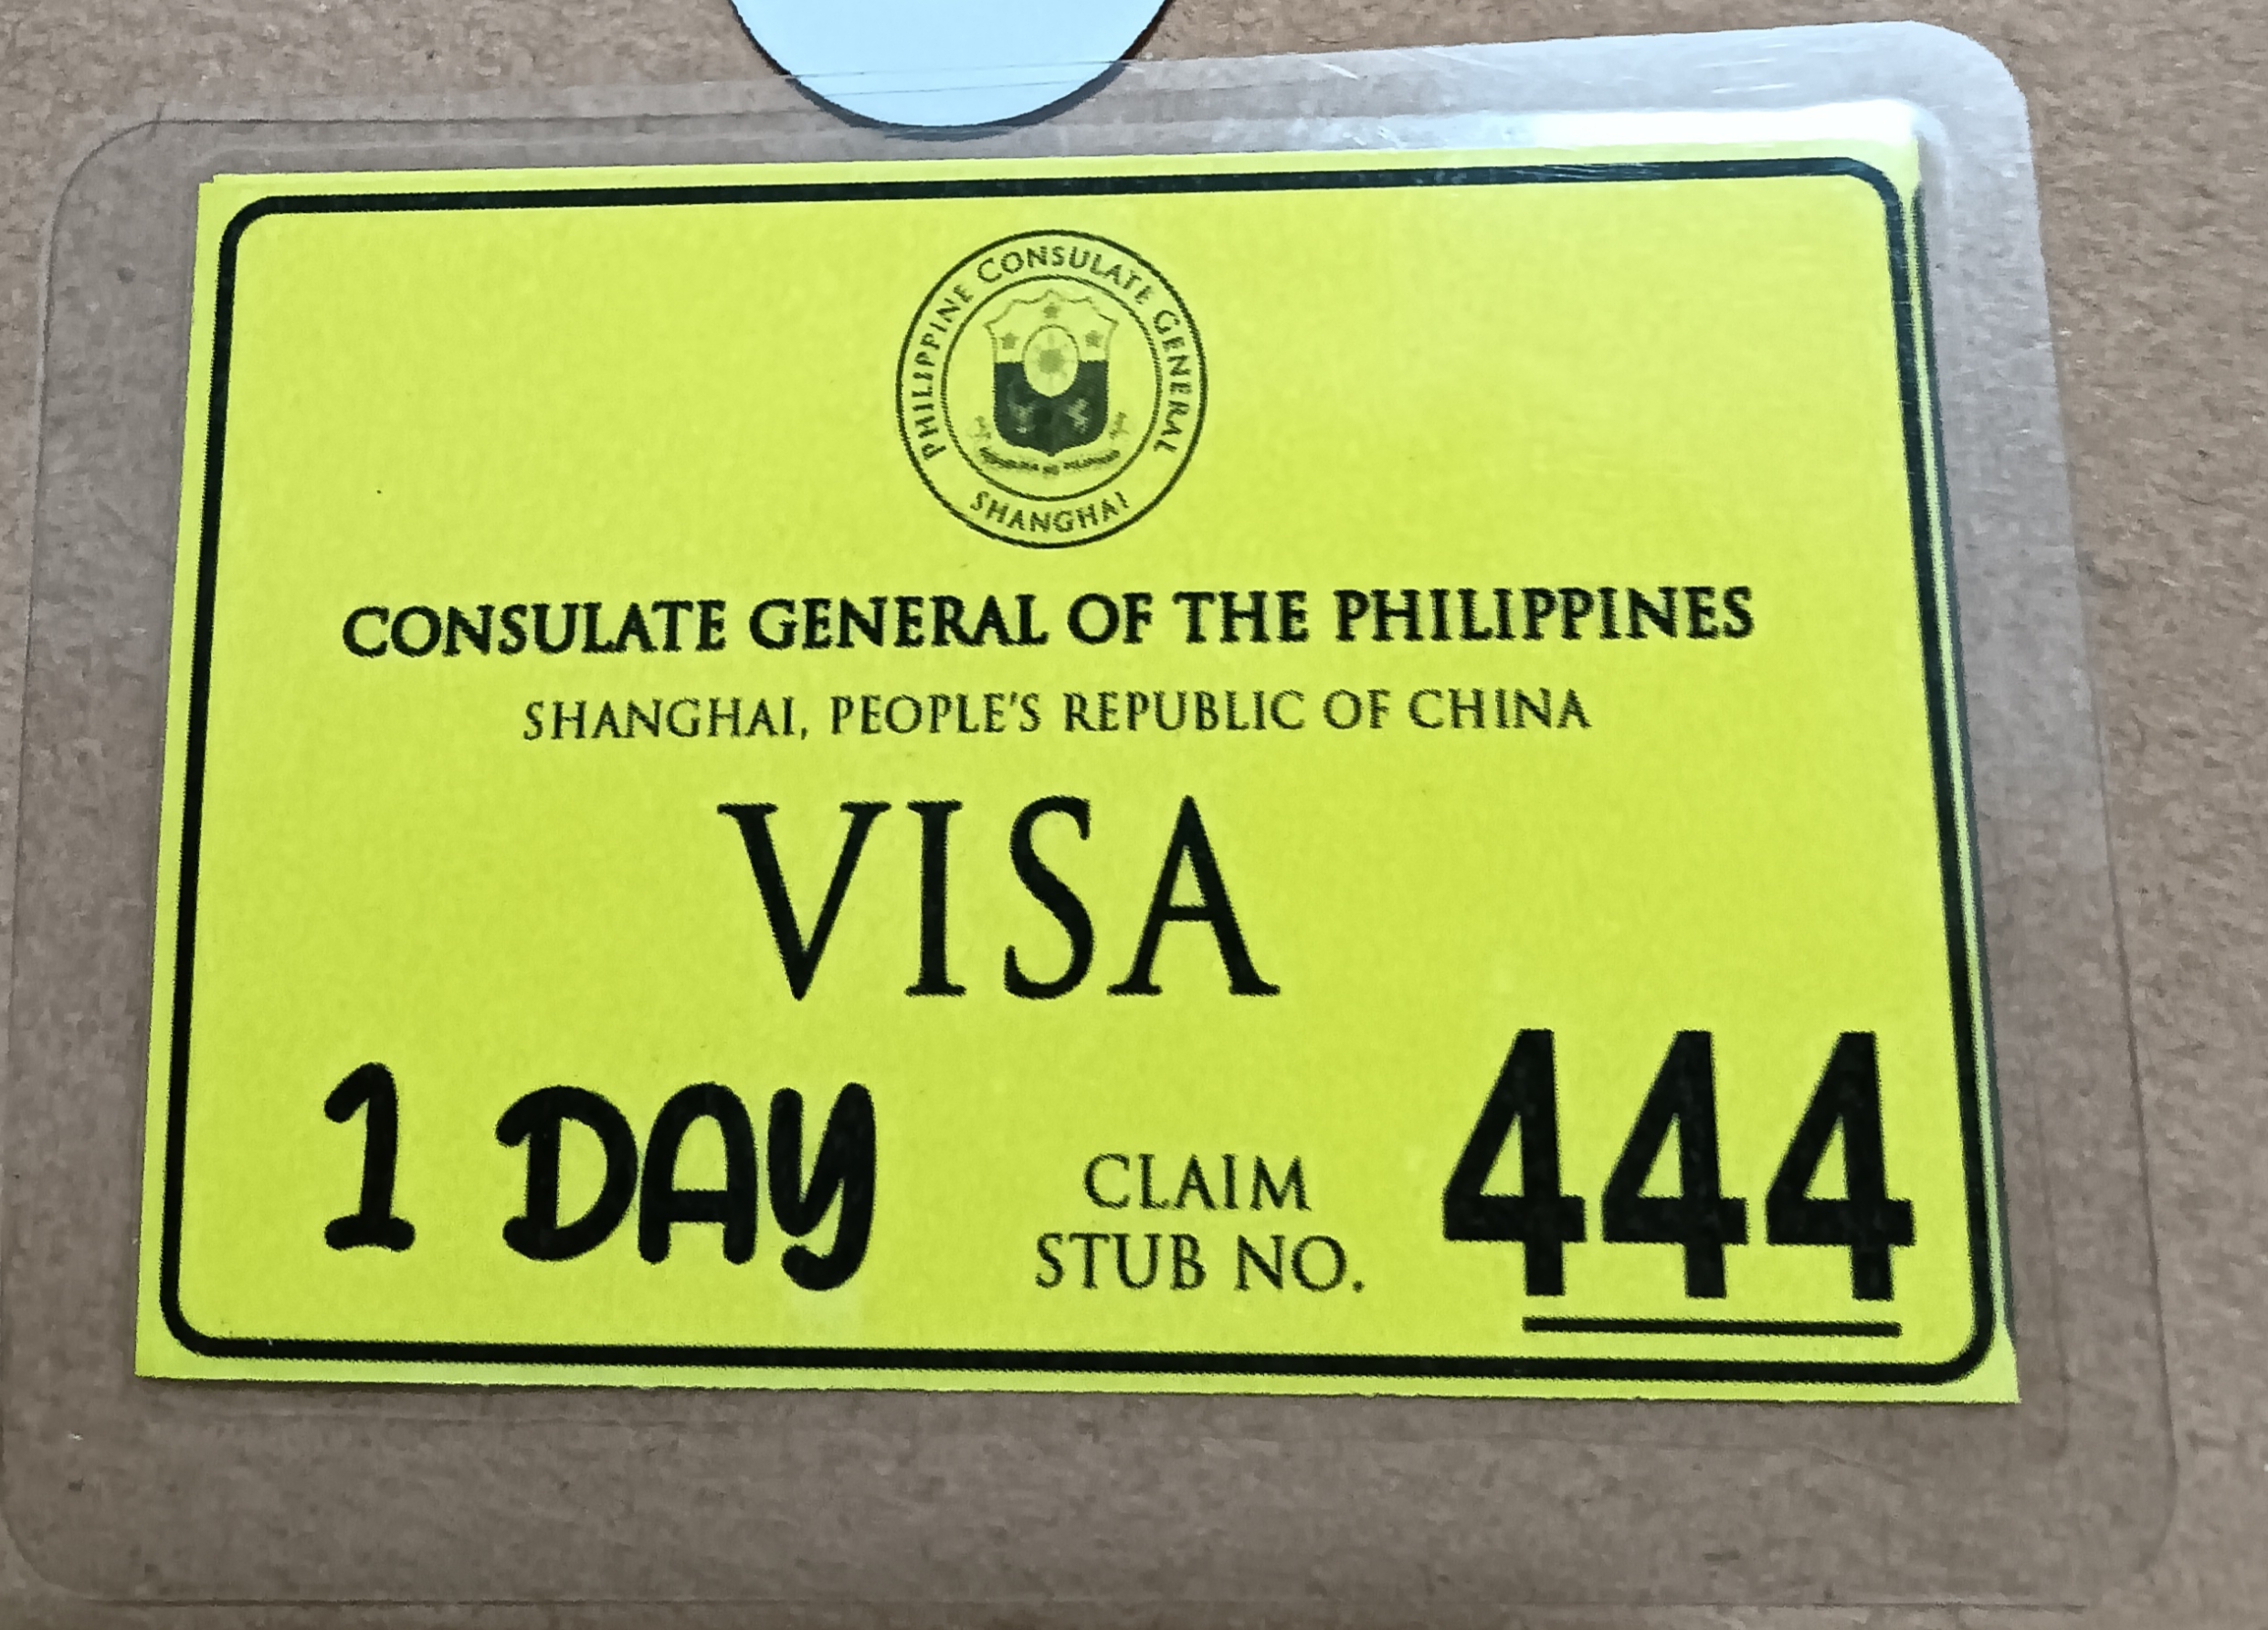 PHILIPPINE CONSULATE GENERAL
SHANGHAI
CONSULATE GENERAL OF THE PHILIPPINES
SHANGHAI, PEOPLE'S REPUBLIC OF CHINA
VISA
1 DAY
CLAIM
STUB NO.
444